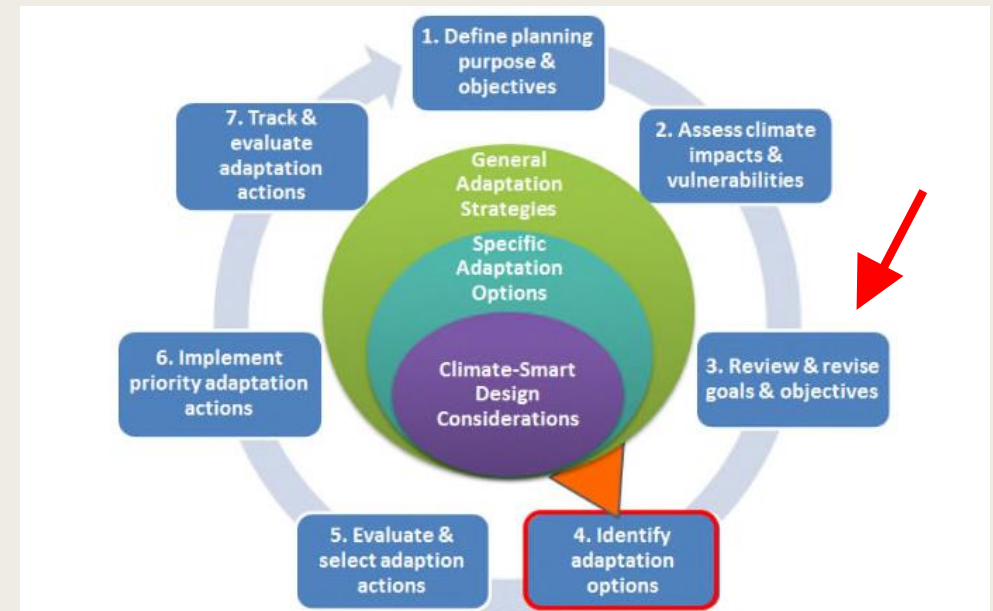 1. Define planning
purpose &
objectives
2. Assess climate
impacts &
vulnerabilities
3. Review & revise
goals & objectives
4. Identify
adaptation
options
5. Evaluate &
select adaption
actions
6. Implement
priority adaptation
actions
7. Track &
evaluate
adaptation
actions
General
Adaptation
Strategies
Specific
Adaptation
Options
Climate-Smart
Design
Considerations